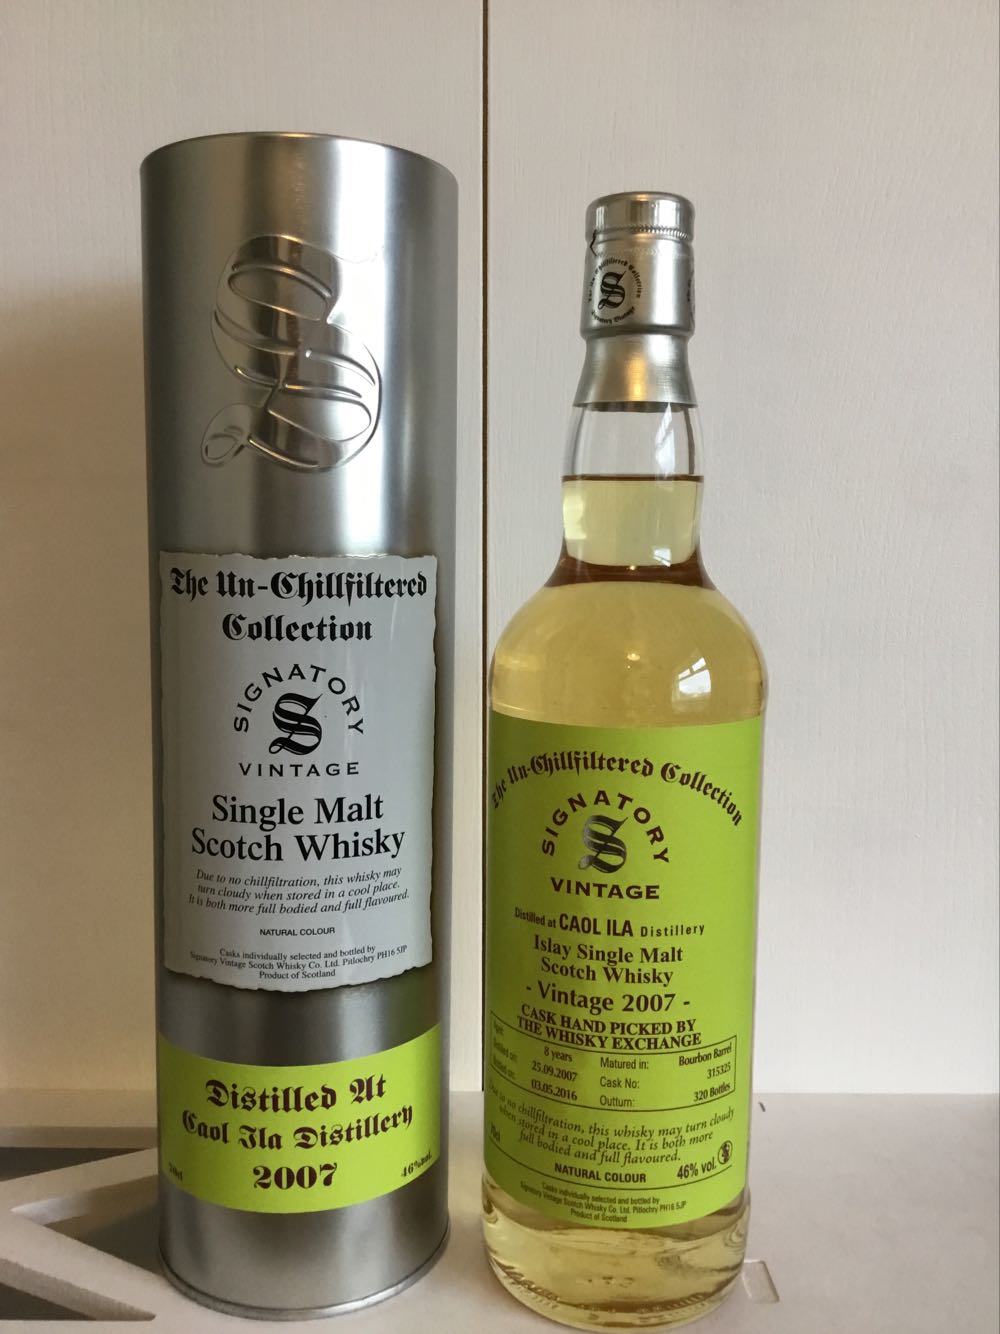 The Un-Chillfiltered
Collection
SIGNATORY
S
VINTAGE
Single Malt
Scotch Whisky
Due to no chillfiltration, this whisky may
turn cloudy when stored in a cool place.
It is both more full bodied and full flavoured.
NATURAL COLOUR
Casks individually selected and bottled by
Signatory Vintage Scotch Whisky Co. Ltd. Pitlochry PH16 5JP
Product of Scotland
Distilled At
Caol Ila Distillery
2007
70cl 46%vol.
The Un-Chillfiltered Collection
SIGNATORY
S
VINTAGE
Distilled at CAOL ILA Distillery
Islay Single Malt
Scotch Whisky
- Vintage 2007 -
CASK HAND PICKED BY
THE WHISKY EXCHANGE
Aged: 8 years Matured in: Bourbon Barrel
Distilled on: 25.09.2007 Cask No: 315325
Bottled on: 03.05.2016 Outturn: 320 Bottles
Due to no chillfiltration, this whisky may turn cloudy
when stored in a cool place. It is both more
full bodied and full flavoured.
70cl NATURAL COLOUR 46% vol. S
Casks individually selected and bottled by
Signatory Vintage Scotch Whisky Co. Ltd. Pitlochry PH16 5JP
Product of Scotland